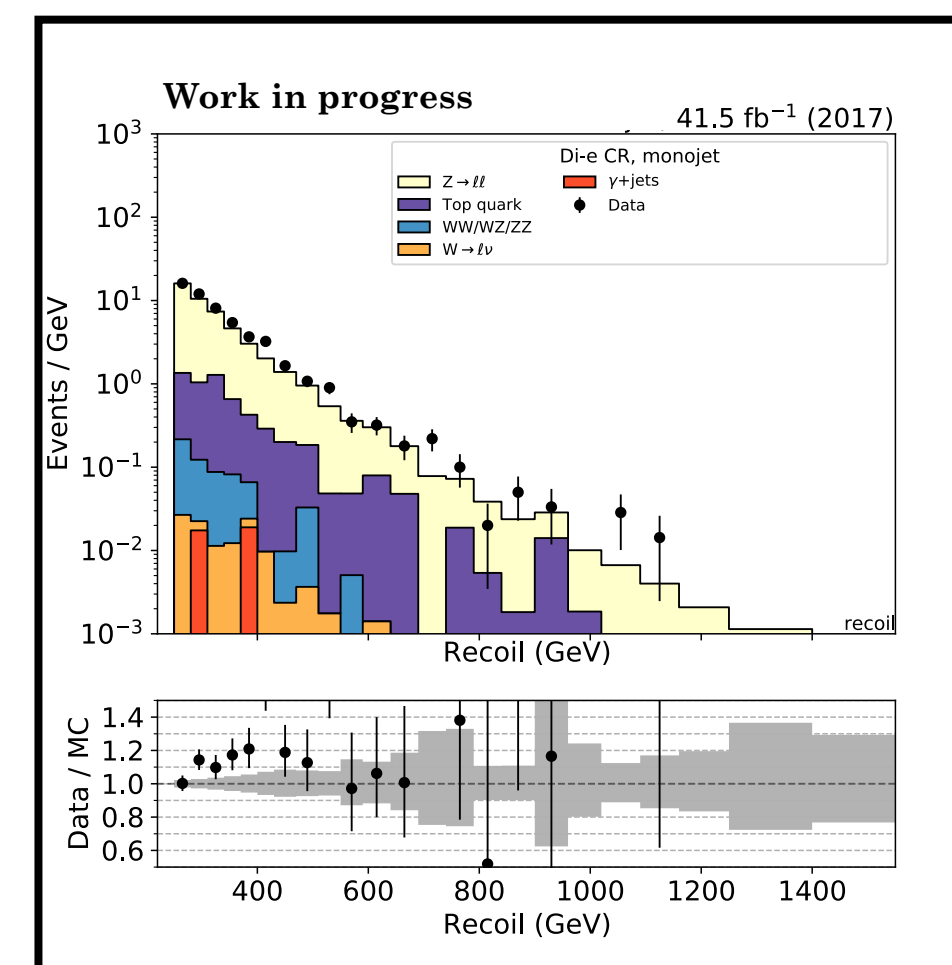 Work in progress
41.5 fb⁻¹ (2017)
Di-e CR, monojet
Z→ℓℓ
Top quark
WW/WZ/ZZ
W→ℓν
γ+jets
Data
Events / GeV
10³
10²
10¹
10⁰
10⁻¹
10⁻²
10⁻³
recoil
Recoil (GeV)
Data / MC
1.4
1.2
1.0
0.8
0.6
400 600 800 1000 1200 1400
Recoil (GeV)